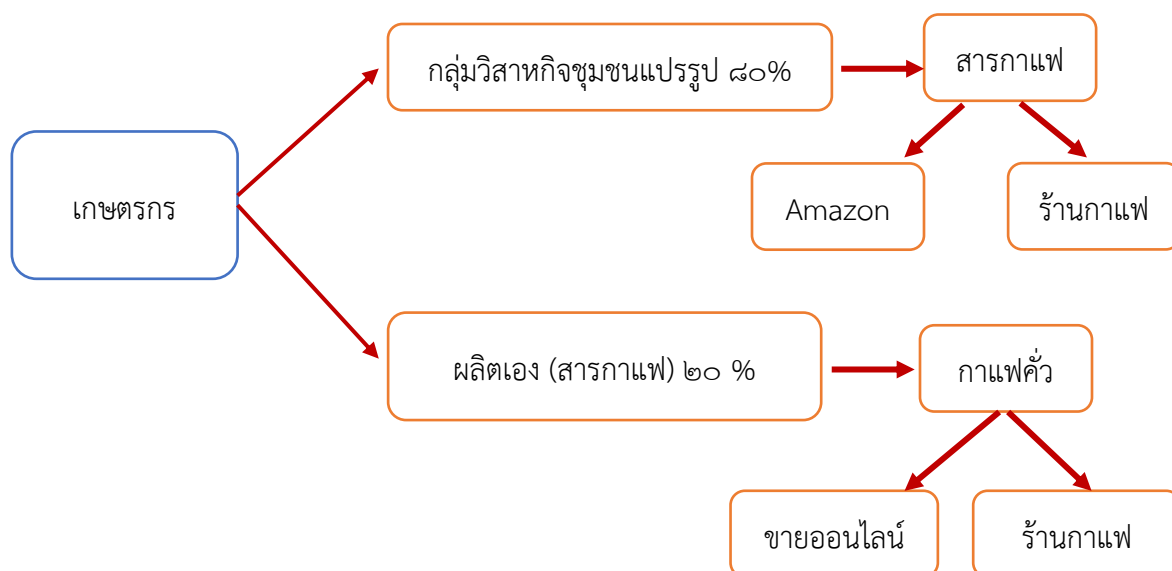 กลุ่มวิสาหกิจชุมชนแปรรูป ๘๐%
สารกาแฟ
เกษตรกร
Amazon
ร้านกาแฟ
ผลิตเอง (สารกาแฟ) ๒๐ %
กาแฟคั่ว
ขายออนไลน์
ร้านกาแฟ